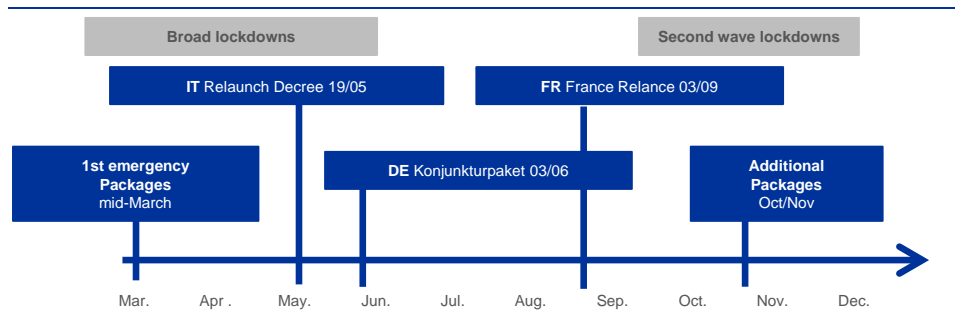 Broad lockdowns
Second wave lockdowns
IT Relaunch Decree 19/05
FR France Relance 03/09
1st emergency
Packages
mid-March
DE Konjunkturpaket 03/06
Additional
Packages
Oct/Nov
Mar. Apr . May. Jun. Jul. Aug. Sep. Oct. Nov. Dec.